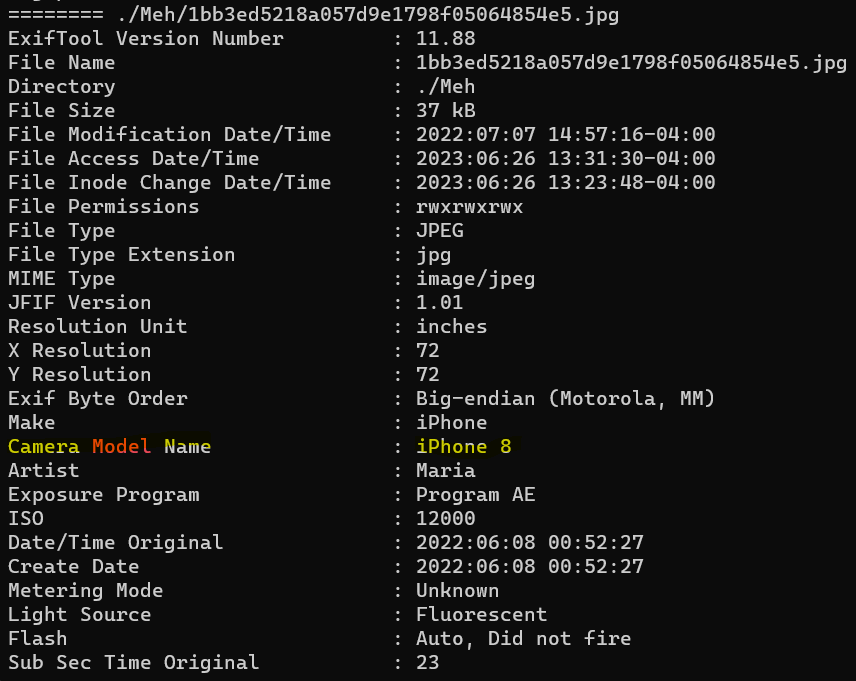 ======== ./Meh/1bb3ed5218a057d9e1798f05064854e5.jpg
ExifTool Version Number : 11.88
File Name : 1bb3ed5218a057d9e1798f05064854e5.jpg
Directory : ./Meh
File Size : 37 kB
File Modification Date/Time : 2022:07:07 14:57:16-04:00
File Access Date/Time : 2023:06:26 13:31:30-04:00
File Inode Change Date/Time : 2023:06:26 13:23:48-04:00
File Permissions : rwxrwxrwx
File Type : JPEG
File Type Extension : jpg
MIME Type : image/jpeg
JFIF Version : 1.01
Resolution Unit : inches
X Resolution : 72
Y Resolution : 72
Exif Byte Order : Big-endian (Motorola, MM)
Make : iPhone
Camera Model Name : iPhone 8
Artist : Maria
Exposure Program : Program AE
ISO : 12000
Date/Time Original : 2022:06:08 00:52:27
Create Date : 2022:06:08 00:52:27
Metering Mode : Unknown
Light Source : Fluorescent
Flash : Auto, Did not fire
Sub Sec Time Original : 23